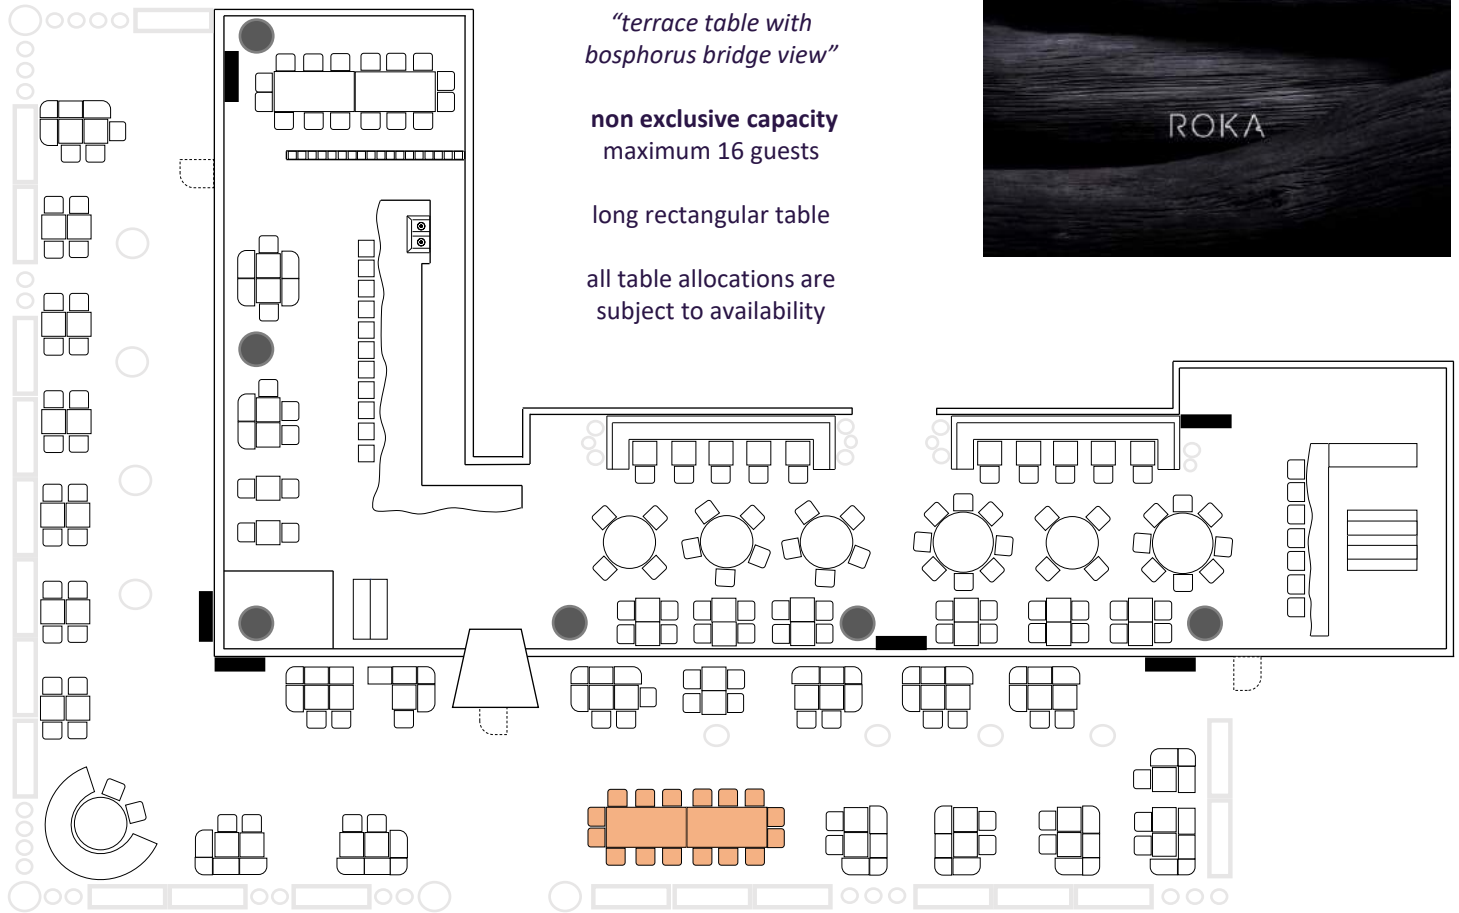 “terrace table with
bosphorus bridge view”
non exclusive capacity
maximum 16 guests
long rectangular table
all table allocations are
subject to availability
ROKA